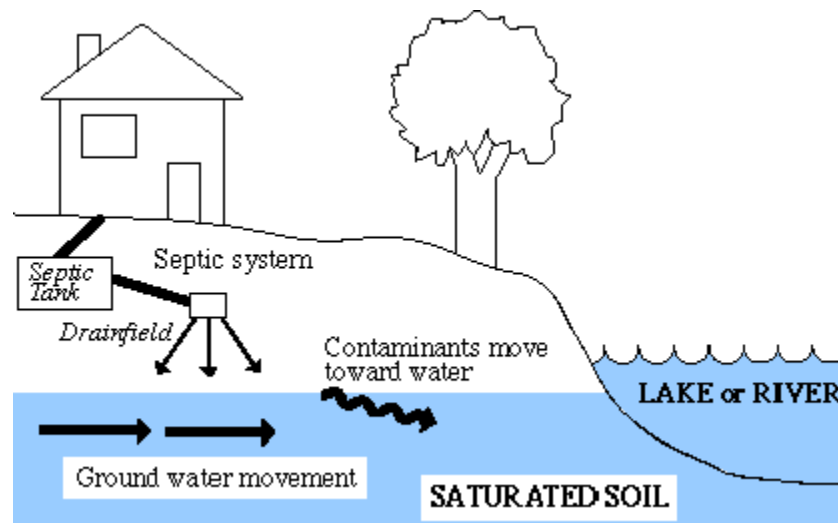 Septic system
Septic
Tank
Drainfield
Contaminants move
toward water
LAKE or RIVER
Ground water movement
SATURATED SOIL